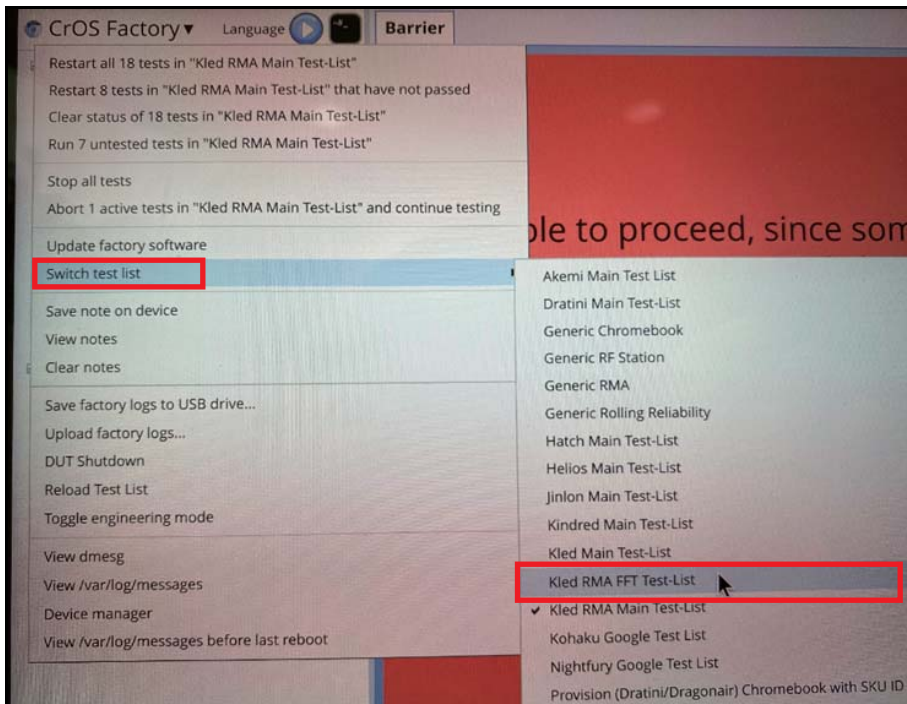 CrOS Factory▼ Language Barrier
Restart all 18 tests in "Kled RMA Main Test-List"
Restart 8 tests in "Kled RMA Main Test-List" that have not passed
Clear status of 18 tests in "Kled RMA Main Test-List"
Run 7 untested tests in "Kled RMA Main Test-List"
Stop all tests
Abort 1 active tests in "Kled RMA Main Test-List" and continue testing
Update factory software
Switch test list
Save note on device
View notes
Clear notes
Save factory logs to USB drive...
Upload factory logs...
DUT Shutdown
Reload Test List
Toggle engineering mode
View dmesg
View /var/log/messages
Device manager
View /var/log/messages before last reboot
ble to proceed, since som
Akemi Main Test List
Dratini Main Test-List
Generic Chromebook
Generic RF Station
Generic RMA
Generic Rolling Reliability
Hatch Main Test-List
Helios Main Test-List
Jinlon Main Test-List
Kindred Main Test-List
Kled Main Test-List
Kled RMA FFT Test-List
✔ Kled RMA Main Test-List
Kohaku Google Test List
Nightfury Google Test List
Provision (Dratini/Dragonair) Chromebook with SKU ID